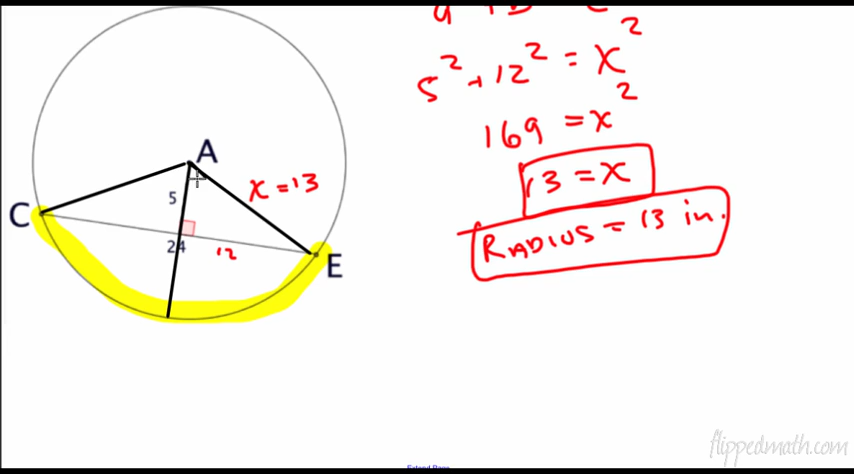 5² + 12² = x²
169 = x²
A
5
x = 13
13 = x
C
24
12
E
RADIUS = 13 in.
flippedmath.com